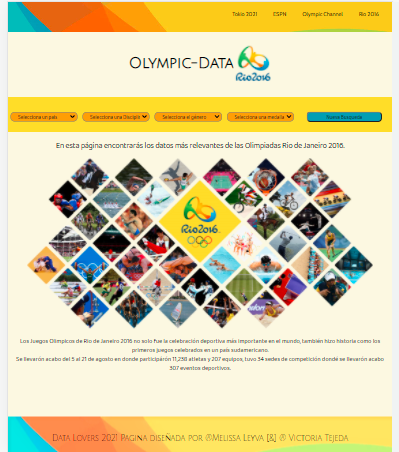 Tokio 2021 ESPN Olympic Channel Rio 2016
Olympic-Data
Rio2016
Selecciona un país Selecciona una Disciplin Selecciona el género Selecciona una medalla Nueva Busqueda
En esta página encontrarás los datos más relevantes de las Olimpiadas Rio de Janeiro 2016.
Rio2016
Los Juegos Olímpicos de Río de Janeiro 2016 no solo fue la celebración deportiva más importante en el mundo, también hizo historia como los
primeros juegos celebrados en un país sudamericano.
Se llevarón acabo del 5 al 21 de agosto en donde participarón 11,238 atletas y 207 equipos, tuvo 34 sedes de competición donde se llevarón acabo
307 eventos deportivos.
Data Lovers 2021 Pagina diseñada por ®Melissa Leyva [&] ® Victoria Tejeda